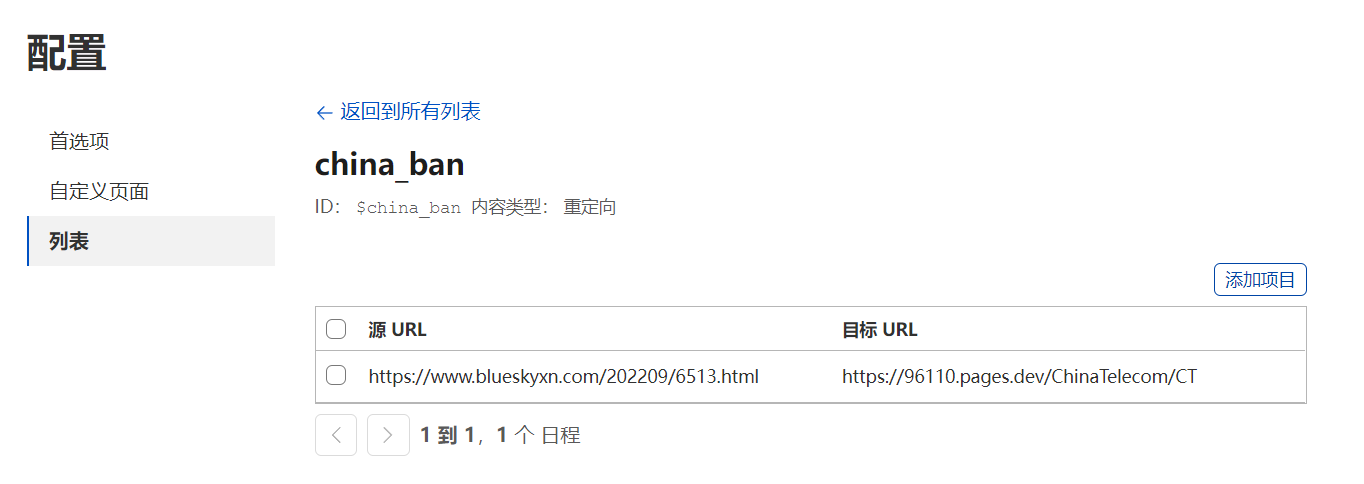 配置
首选项
自定义页面
列表
← 返回到所有列表
china_ban
ID： $china_ban 内容类型： 重定向
添加项目
源 URL 目标 URL
https://www.blueskyxn.com/202209/6513.html https://96110.pages.dev/ChinaTelecom/CT
1 到 1，1 个 日程